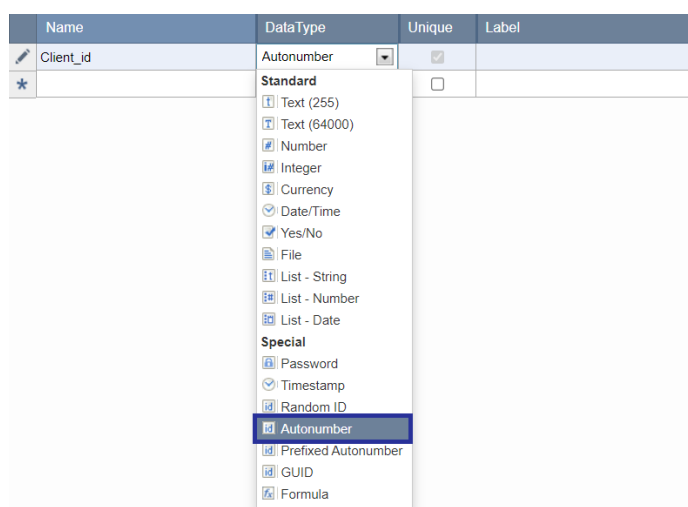 Name DataType Unique Label
Client_id Autonumber
Standard
Text (255)
Text (64000)
Number
Integer
Currency
Date/Time
Yes/No
File
List - String
List - Number
List - Date
Special
Password
Timestamp
Random ID
Autonumber
Prefixed Autonumber
GUID
Formula